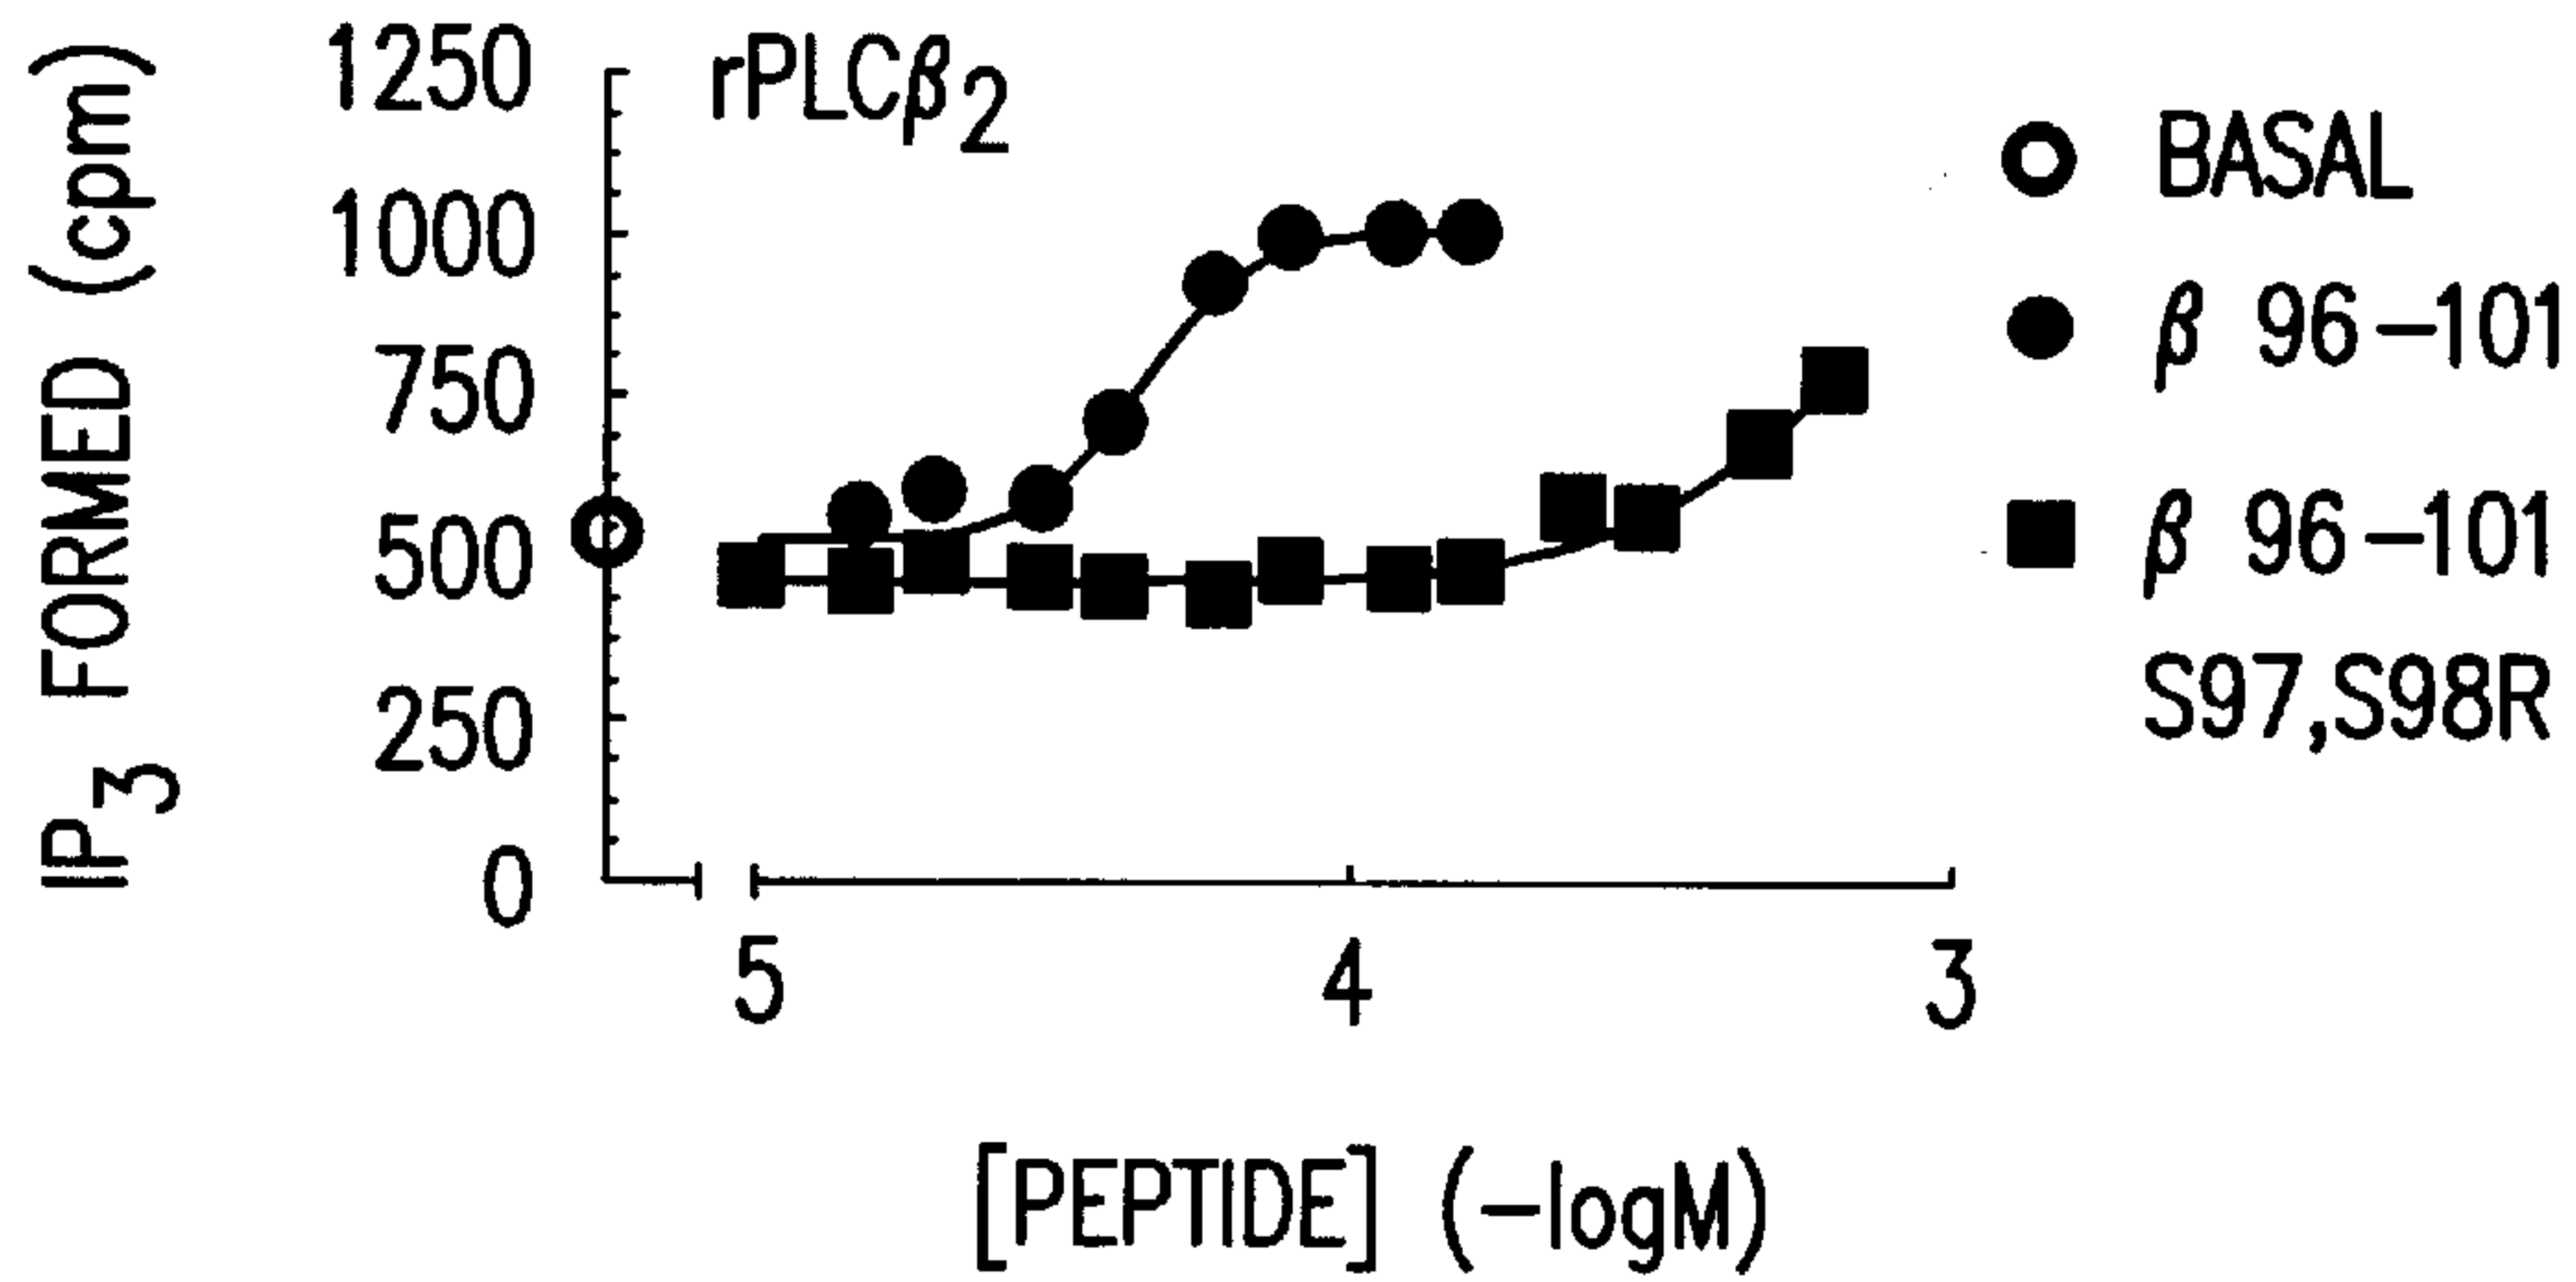 IP3 FORMED (cpm)
1250
1000
750
500
250
0
rPLCβ2
BASAL
β 96-101
β 96-101
S97,S98R
5 4 3
[PEPTIDE] (-logM)